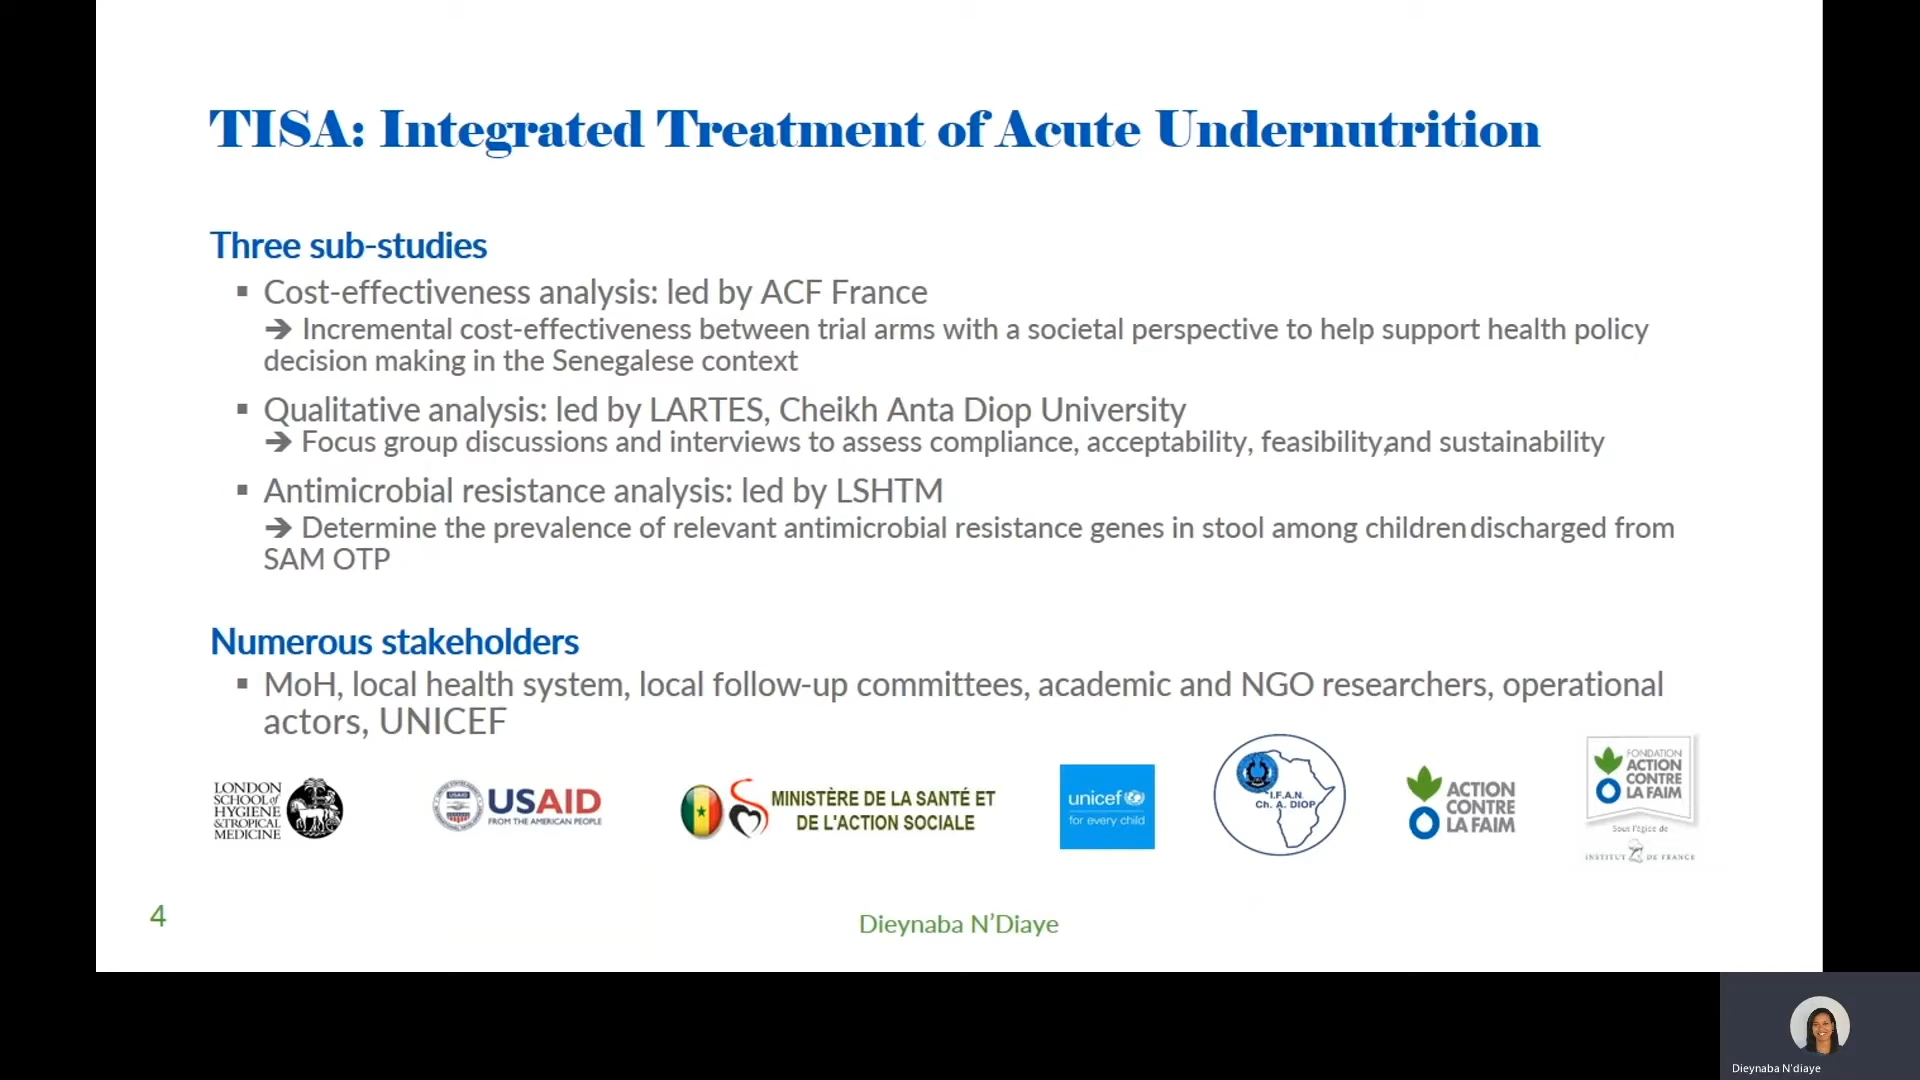 TISA: Integrated Treatment of Acute Undernutrition
Three sub-studies
▪ Cost-effectiveness analysis: led by ACF France
➔ Incremental cost-effectiveness between trial arms with a societal perspective to help support health policy
decision making in the Senegalese context
▪ Qualitative analysis: led by LARTES, Cheikh Anta Diop University
➔ Focus group discussions and interviews to assess compliance, acceptability, feasibility,and sustainability
▪ Antimicrobial resistance analysis: led by LSHTM
➔ Determine the prevalence of relevant antimicrobial resistance genes in stool among children discharged from
SAM OTP
Numerous stakeholders
▪ MoH, local health system, local follow-up committees, academic and NGO researchers, operational
actors, UNICEF
LONDON
SCHOOL of
HYGIENE
& TROPICAL
MEDICINE
USAID
USAID
FROM THE AMERICAN PEOPLE
MINISTÈRE DE LA SANTÉ ET
DE L'ACTION SOCIALE
unicef
for every child
I.F.A.N.
Ch. A. DIOP
ACTION
CONTRE
LA FAIM
FONDATION
ACTION
CONTRE
LA FAIM
Sous l'égice de
INSTITUT DE FRANCE
4
Dieynaba N’Diaye
Dieynaba N'diaye